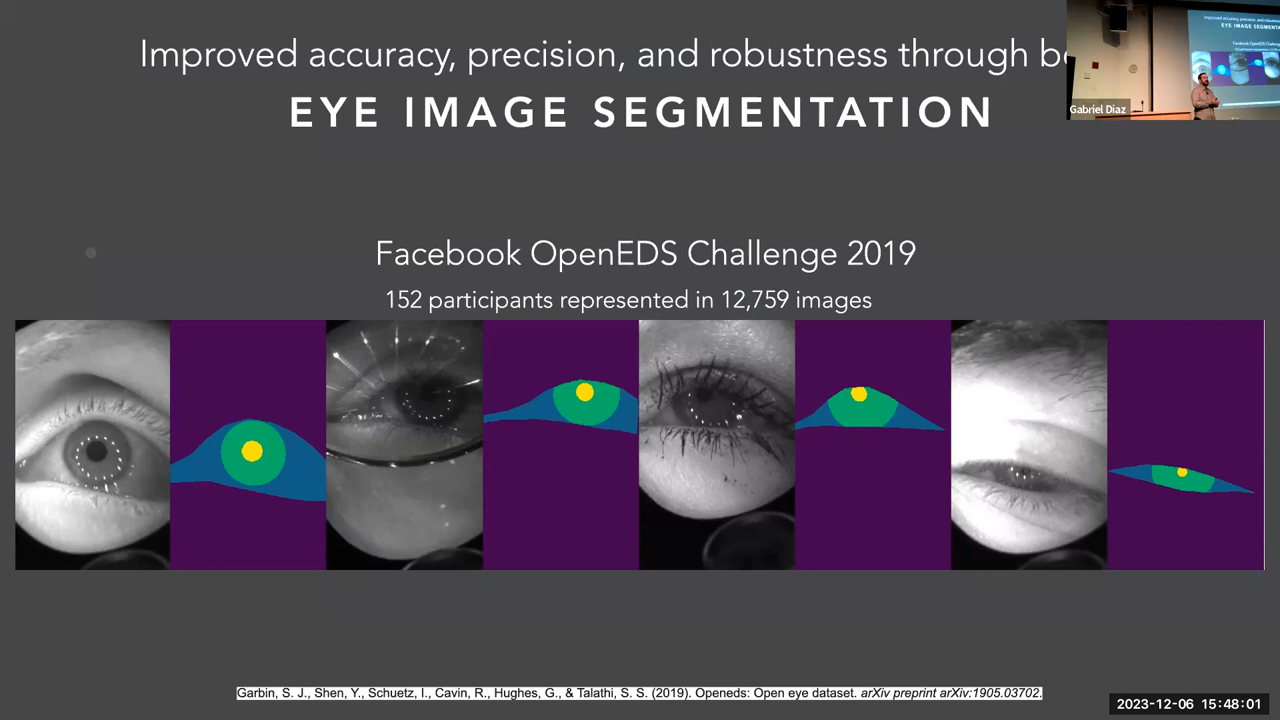 Improved accuracy, precision, and robustness through
EYE IMAGE SEGMENTATION
Gabriel Diaz
Facebook OpenEDS Challenge 2019
152 participants represented in 12,759 images
Garbin, S. J., Shen, Y., Schuetz, I., Cavin, R., Hughes, G., & Talathi, S. S. (2019). Openeds: Open eye dataset. arXiv preprint arXiv:1905.03702.
2023-12-06 15:48:01